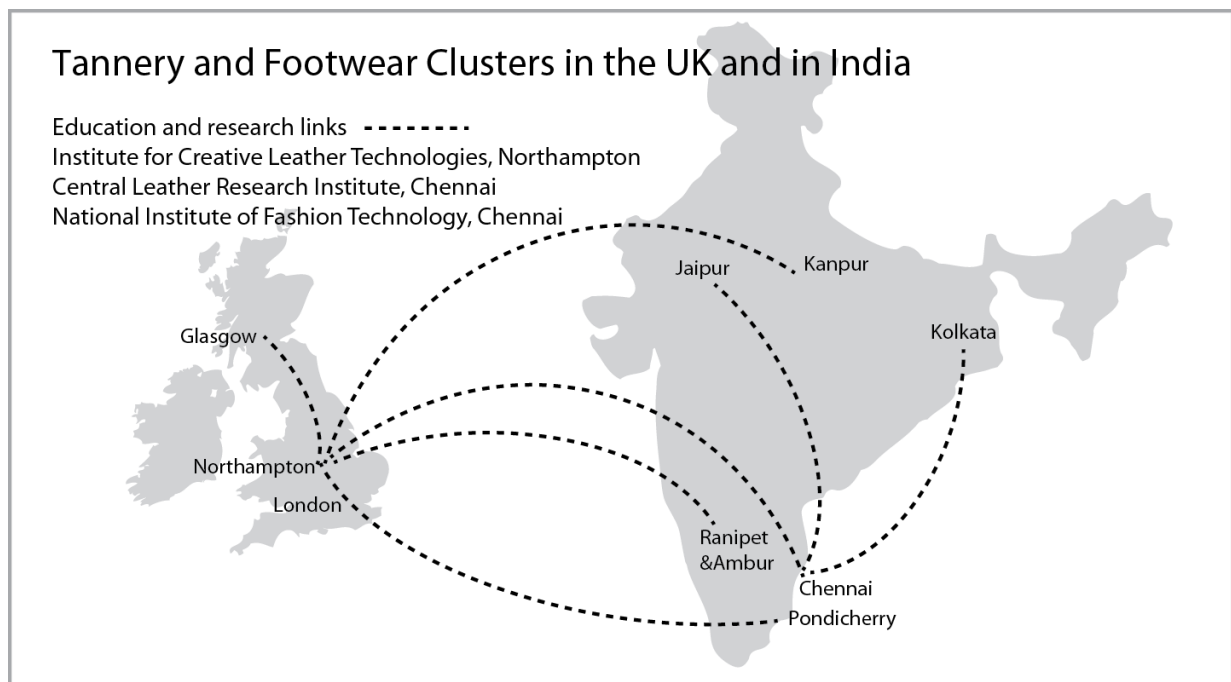 Tannery and Footwear Clusters in the UK and in India
Education and research links
Institute for Creative Leather Technologies, Northampton
Central Leather Research Institute, Chennai
National Institute of Fashion Technology, Chennai
Jaipur
Kanpur
Glasgow
Kolkata
Northampton
London
Ranipet
&Ambur
Chennai
Pondicherry